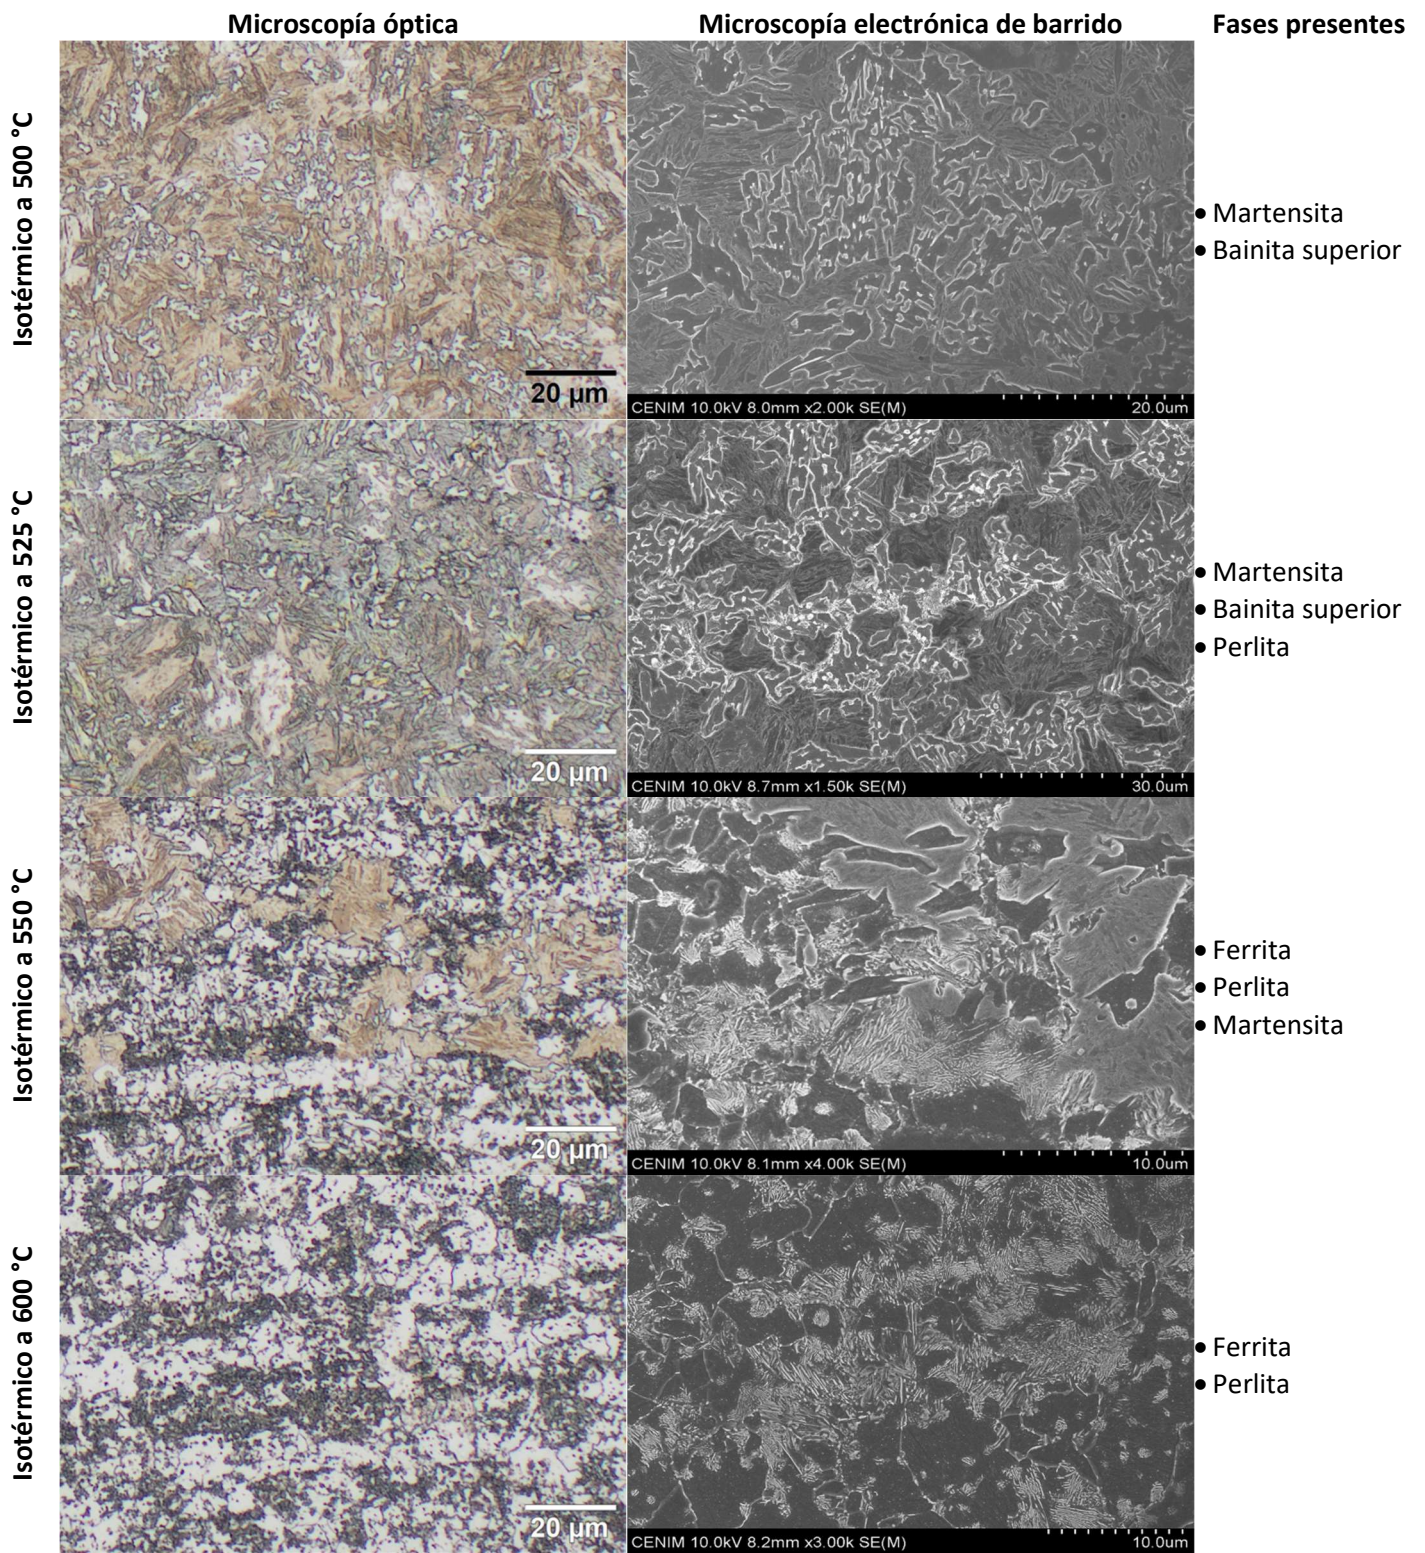 Microscopía óptica
Microscopía electrónica de barrido
Fases presentes
Isotérmico a 500 °C
20 µm
CENIM 10.0kV 8.0mm x2.00k SE(M)
20.0um
• Martensita
• Bainita superior
Isotérmico a 525 °C
20 µm
CENIM 10.0kV 8.7mm x1.50k SE(M)
30.0um
• Martensita
• Bainita superior
• Perlita
Isotérmico a 550 °C
20 µm
CENIM 10.0kV 8.1mm x4.00k SE(M)
10.0um
• Ferrita
• Perlita
• Martensita
Isotérmico a 600 °C
20 µm
CENIM 10.0kV 8.2mm x3.00k SE(M)
10.0um
• Ferrita
• Perlita